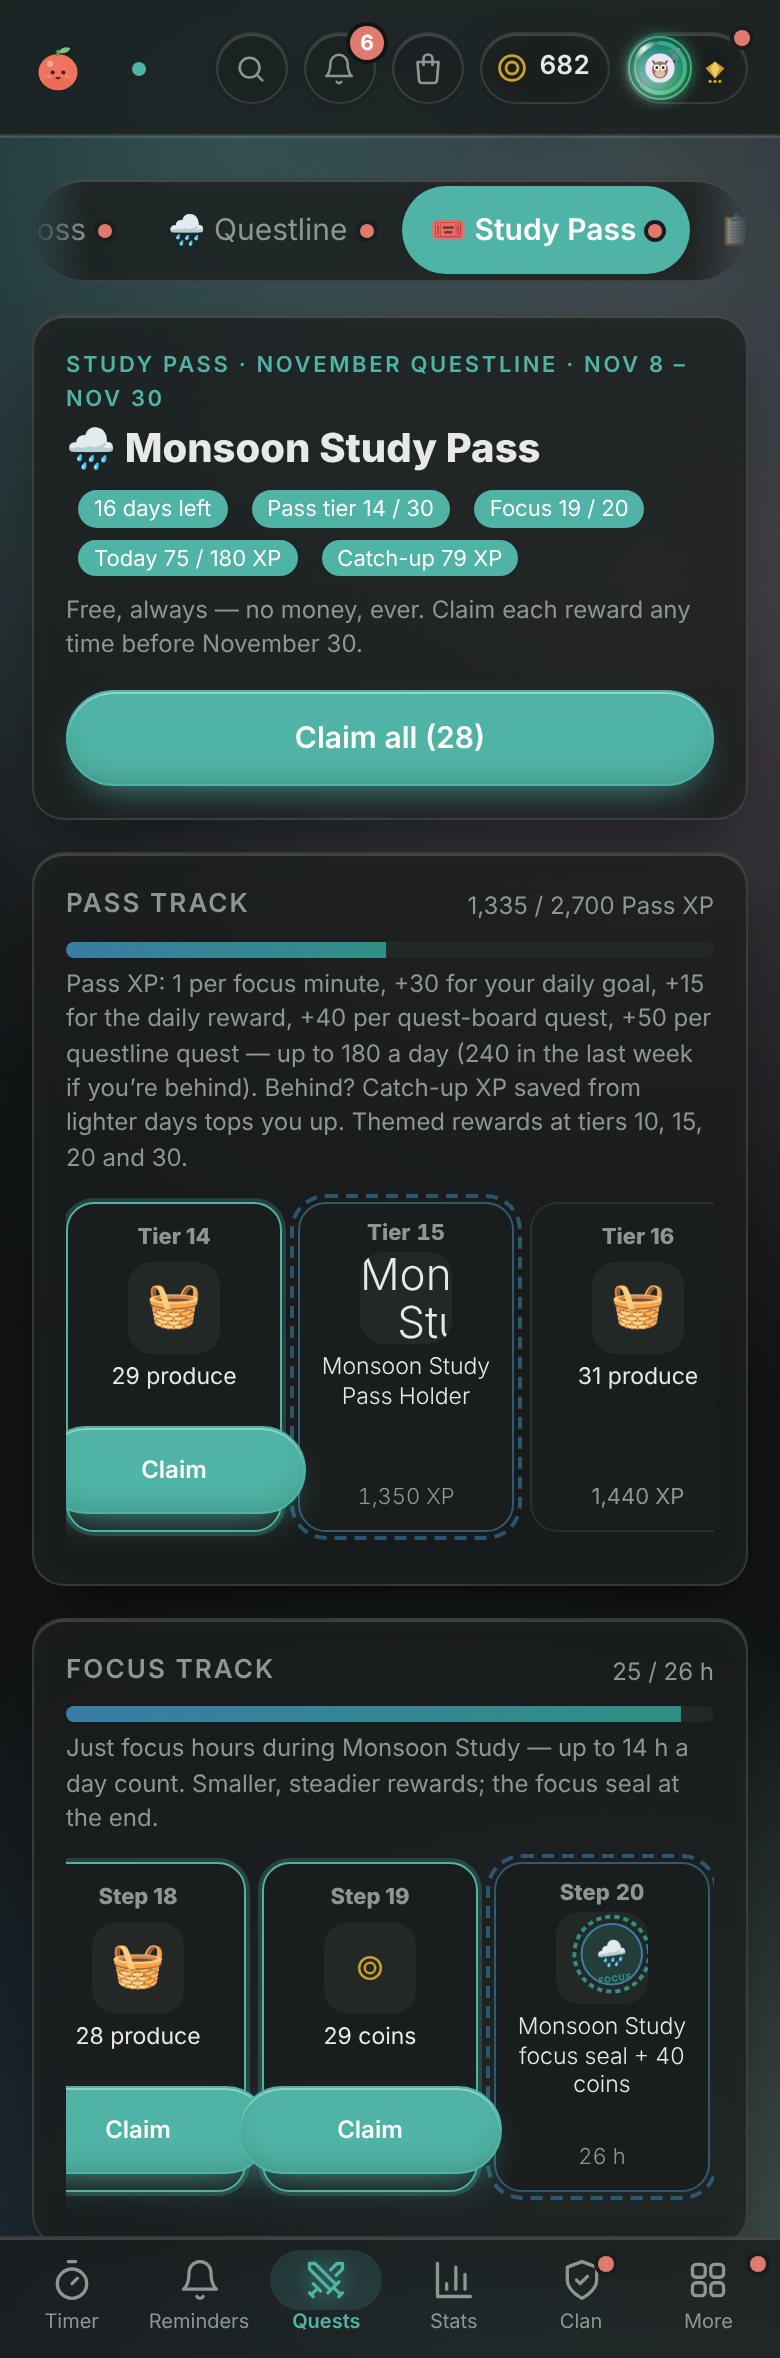 6
682
oss
Questline
Study Pass
STUDY PASS · NOVEMBER QUESTLINE · NOV 8 –
NOV 30
Monsoon Study Pass
16 days left
Pass tier 14 / 30
Focus 19 / 20
Today 75 / 180 XP
Catch-up 79 XP
Free, always — no money, ever. Claim each reward any
time before November 30.
Claim all (28)
PASS TRACK
1,335 / 2,700 Pass XP
Pass XP: 1 per focus minute, +30 for your daily goal, +15
for the daily reward, +40 per quest-board quest, +50 per
questline quest — up to 180 a day (240 in the last week
if you’re behind). Behind? Catch-up XP saved from
lighter days tops you up. Themed rewards at tiers 10, 15,
20 and 30.
Tier 14
29 produce
Claim
Tier 15
Mon
Stu
Monsoon Study
Pass Holder
1,350 XP
Tier 16
31 produce
1,440 XP
FOCUS TRACK
25 / 26 h
Just focus hours during Monsoon Study — up to 14 h a
day count. Smaller, steadier rewards; the focus seal at
the end.
Step 18
28 produce
Claim
Step 19
29 coins
Claim
Step 20
FOCUS
Monsoon Study
focus seal + 40
coins
26 h
Timer
Reminders
Quests
Stats
Clan
More